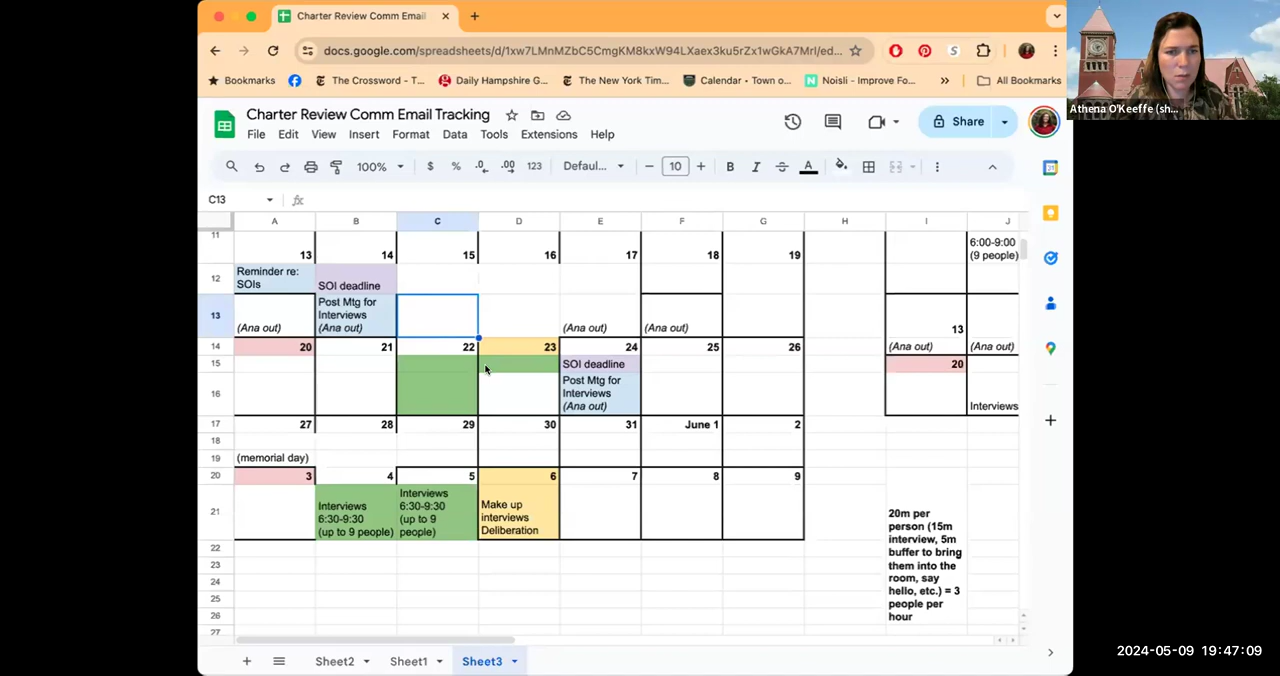 Charter Review Comm Email
docs.google.com/spreadsheets/d/1xw7LMnMZbC5CmgKM8kxW94LXaex3ku5rZx1wGkA7MrI/ed...
Bookmarks
The Crossword - T...
Daily Hampshire G...
The New York Tim...
Calendar • Town o...
Noisli - Improve Fo...
»
All Bookmarks
Athena O'Keeffe (sh...
Charter Review Comm Email Tracking
File Edit View Insert Format Data Tools Extensions Help
Share
100% $ % .0 .00 123 Defaul... − 10 + B I A
C13 fx
A B C D E F G H I J
11 13 14 15 16 17 18 19 6:00-9:00
(9 people)
12 Reminder re:
SOIs
SOI deadline
13 (Ana out)
Post Mtg for
Interviews
(Ana out)
(Ana out) (Ana out) 13
14 20 21 22 23 24 25 26 (Ana out) (Ana out)
15 SOI deadline 20
16 Post Mtg for
Interviews
(Ana out)
Interviews
17 27 28 29 30 31 June 1 2
18
19 (memorial day)
20 3 4 5 6 7 8 9
21 Interviews
6:30-9:30
(up to 9 people)
Interviews
6:30-9:30
(up to 9
people)
Make up
interviews
Deliberation
20m per
person (15m
interview, 5m
buffer to bring
them into the
room, say
hello, etc.) = 3
people per
hour
22
23
24
25
26
27
Sheet2 Sheet1 Sheet3
2024-05-09 19:47:09